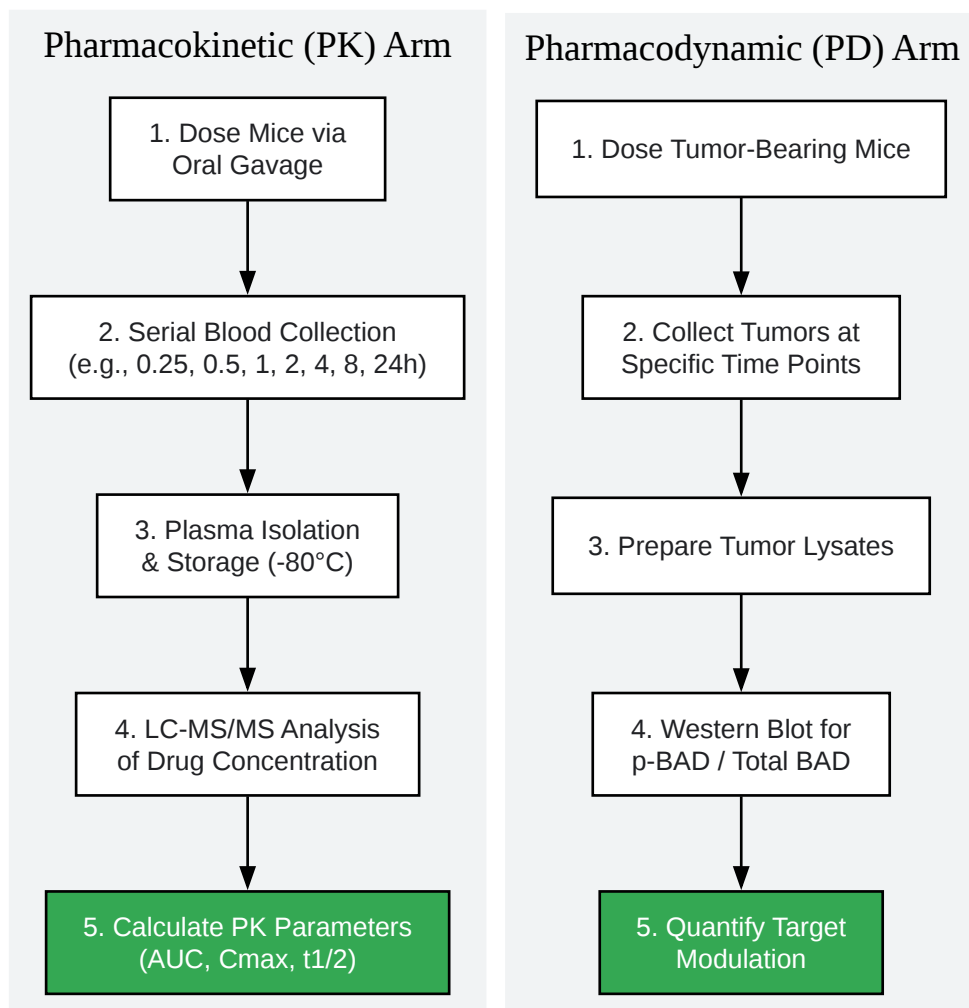 Pharmacokinetic (PK) Arm
1. Dose Mice via
Oral Gavage
2. Serial Blood Collection
(e.g., 0.25, 0.5, 1, 2, 4, 8, 24h)
3. Plasma Isolation
& Storage (-80°C)
4. LC-MS/MS Analysis
of Drug Concentration
5. Calculate PK Parameters
(AUC, Cmax, t1/2)
Pharmacodynamic (PD) Arm
1. Dose Tumor-Bearing Mice
2. Collect Tumors at
Specific Time Points
3. Prepare Tumor Lysates
4. Western Blot for
p-BAD / Total BAD
5. Quantify Target
Modulation